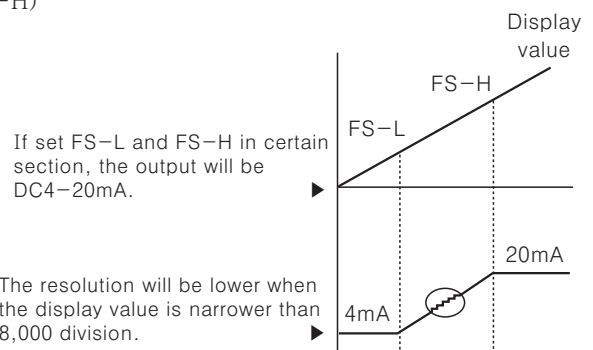 -H)
Display
value
FS-H
FS-L
If set FS-L and FS-H in certain
section, the output will be
DC4-20mA. ▶
20mA
The resolution will be lower when
the display value is narrower than
8,000 division. ▶
4mA